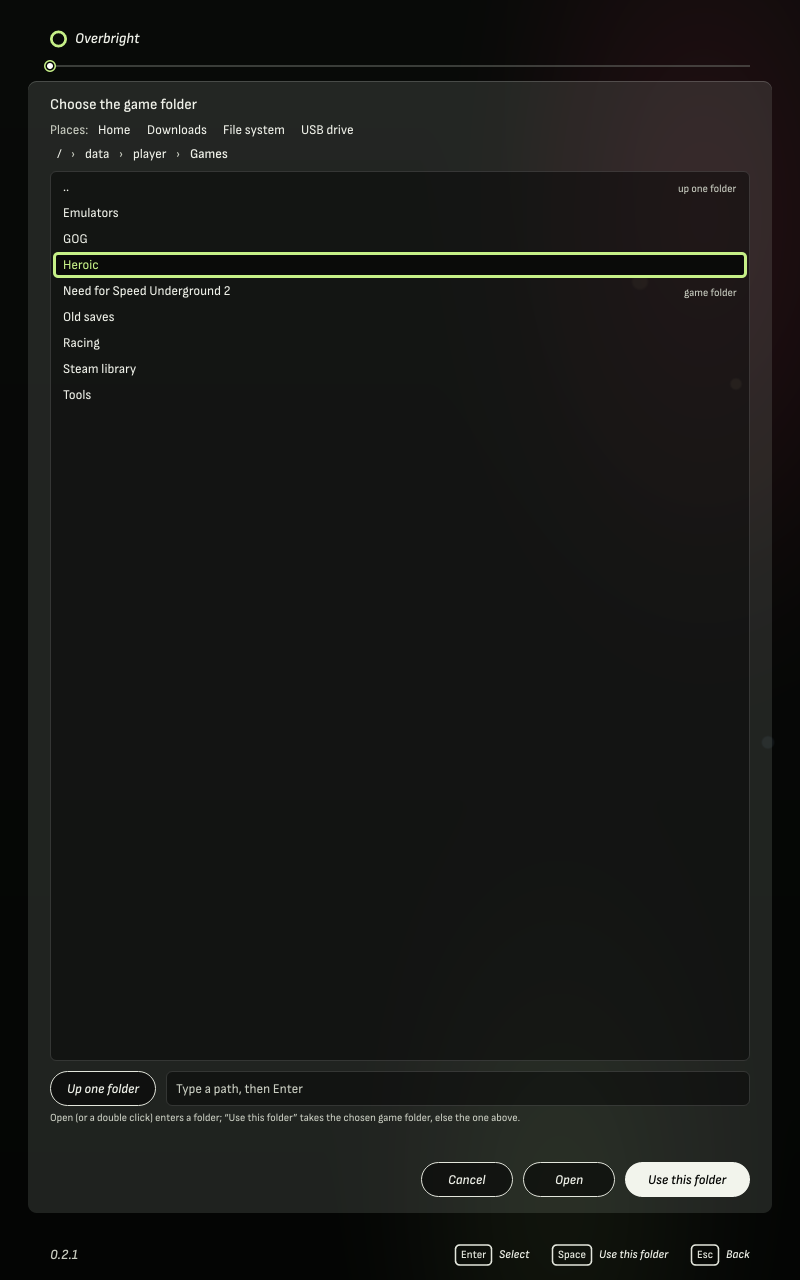 Overbright
Choose the game folder
Places: Home Downloads File system USB drive
/ › data › player › Games
.. up one folder
Emulators
GOG
Heroic
Need for Speed Underground 2 game folder
Old saves
Racing
Steam library
Tools
Up one folder Type a path, then Enter
Open (or a double click) enters a folder; “Use this folder” takes the chosen game folder, else the one above.
Cancel Open Use this folder
0.2.1 Enter Select Space Use this folder Esc Back